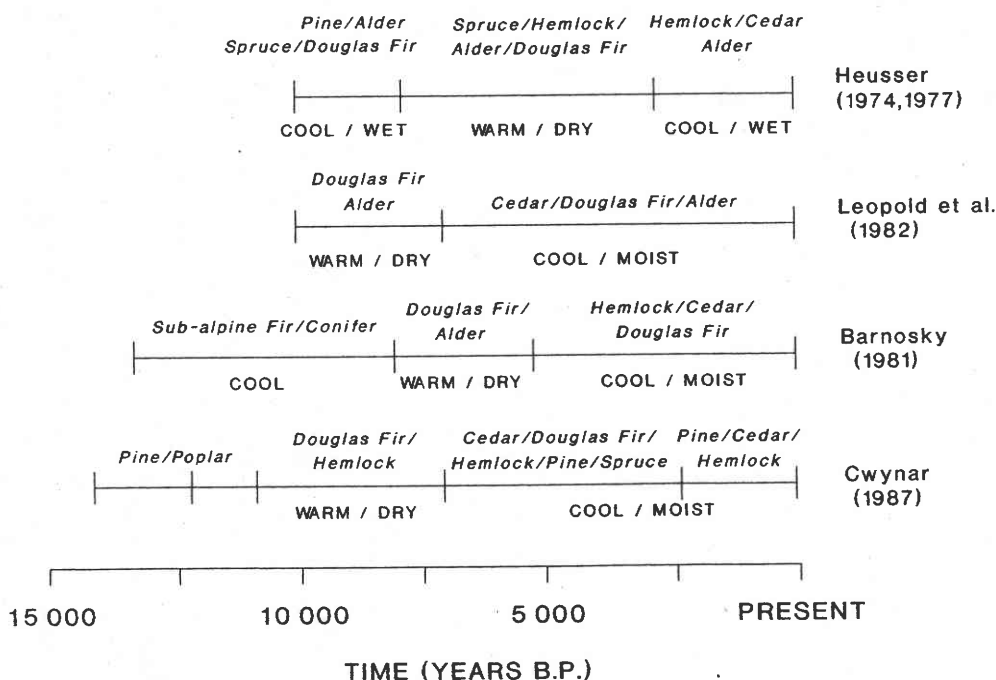 Pine/Alder
Spruce/Douglas Fir
Spruce/Hemlock/
Alder/Douglas Fir
Hemlock/Cedar
Alder
Heusser
(1974,1977)
COOL / WET
WARM / DRY
COOL / WET
Douglas Fir
Alder
Cedar/Douglas Fir/Alder
Leopold et al.
(1982)
WARM / DRY
COOL / MOIST
Sub-alpine Fir/Conifer
Douglas Fir/
Alder
Hemlock/Cedar/
Douglas Fir
Barnosky
(1981)
COOL
WARM / DRY
COOL / MOIST
Pine/Poplar
Douglas Fir/
Hemlock
Cedar/Douglas Fir/
Hemlock/Pine/Spruce
Pine/Cedar/
Hemlock
Cwynar
(1987)
WARM / DRY
COOL / MOIST
15 000
10 000
5 000
PRESENT
TIME (YEARS B.P.)